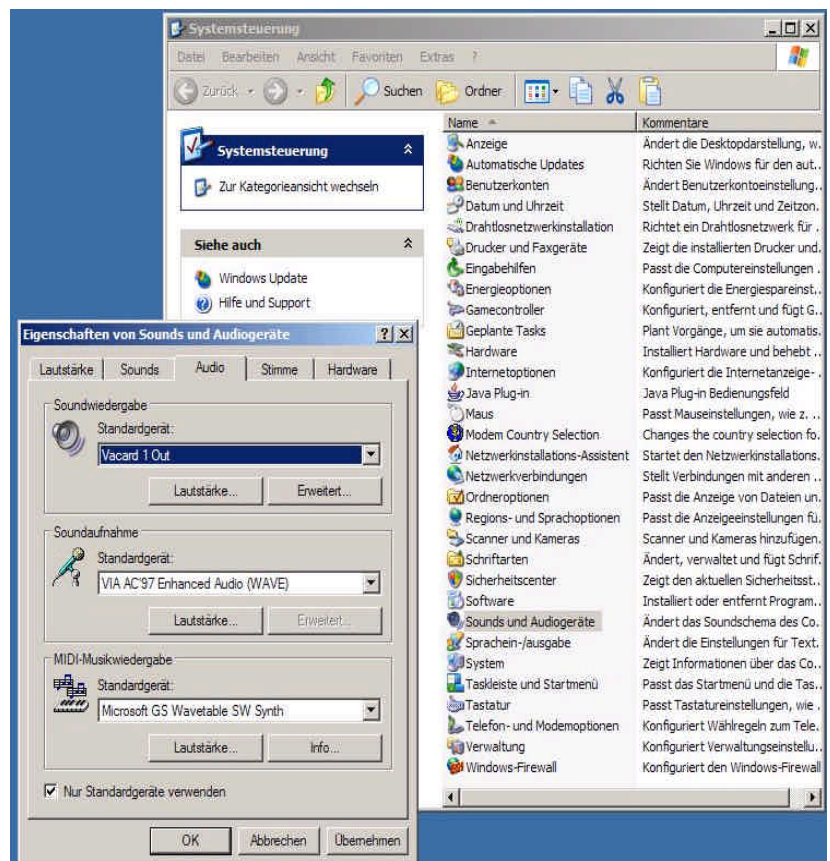 Systemsteuerung
Datei Bearbeiten Ansicht Favoriten Extras ?
Zurück Suchen Ordner
Systemsteuerung
Zur Kategorieansicht wechseln
Siehe auch
Windows Update
Hilfe und Support
Name Kommentare
Anzeige Ändert die Desktopdarstellung, w.
Automatische Updates Richten Sie Windows für den aut..
Benutzerkonten Ändert Benutzerkontoeinstellung..
Datum und Uhrzeit Stellt Datum, Uhrzeit und Zeitzon.
Drahtlosnetzwerkinstallation Richtet ein Drahtlosnetzwerk für .
Drucker und Faxgeräte Zeigt die installierten Drucker und.
Eingabehilfen Passt die Computereinstellungen .
Energieoptionen Konfiguriert die Energiespareinst..
Gamecontroller Konfiguriert, entfernt und fügt G..
Geplante Tasks Plant Vorgänge, um sie automatis.
Hardware Installiert Hardware und behebt ..
Internetoptionen Konfiguriert die Internetanzeige- .
Java Plug-in Java Plug-in Bedienungsfeld
Maus Passt Mauseinstellungen, wie z. ..
Modem Country Selection Changes the country selection fo.
Netzwerkinstallations-Assistent Startet den Netzwerkinstallations.
Netzwerkverbindungen Stellt Verbindungen mit anderen ..
Ordneroptionen Passt die Anzeige von Dateien un.
Regions- und Sprachoptionen Passt die Anzeigeeinstellungen fü.
Scanner und Kameras Scanner und Kameras hinzufügen.
Schriftarten Ändert, verwaltet und fügt Schrif.
Sicherheitscenter Zeigt den aktuellen Sicherheitsst..
Software Installiert oder entfernt Program..
Sounds und Audiogeräte Ändert das Soundschema des Co.
Sprachein-/ausgabe Ändert die Einstellungen für Text.
System Zeigt Informationen über das Co..
Taskleiste und Startmenü Passt das Startmenü und die Tas..
Tastatur Passt Tastatureinstellungen, wie .
Telefon- und Modemoptionen Konfiguriert Wählregeln zum Tele.
Verwaltung Konfiguriert Verwaltungseinstellu..
Windows-Firewall Konfiguriert den Windows-Firewall
Eigenschaften von Sounds und Audiogeräte
Lautstärke Sounds Audio Stimme Hardware
Soundwiedergabe
Standardgerät:
Vacard 1 Out
Lautstärke... Erweitert...
Soundaufnahme
Standardgerät:
VIA AC'97 Enhanced Audio (WAVE)
Lautstärke... Erweitert...
MIDI-Musikwiedergabe
Standardgerät:
Microsoft GS Wavetable SW Synth
Lautstärke... Info...
Nur Standardgeräte verwenden
OK Abbrechen Übernehmen